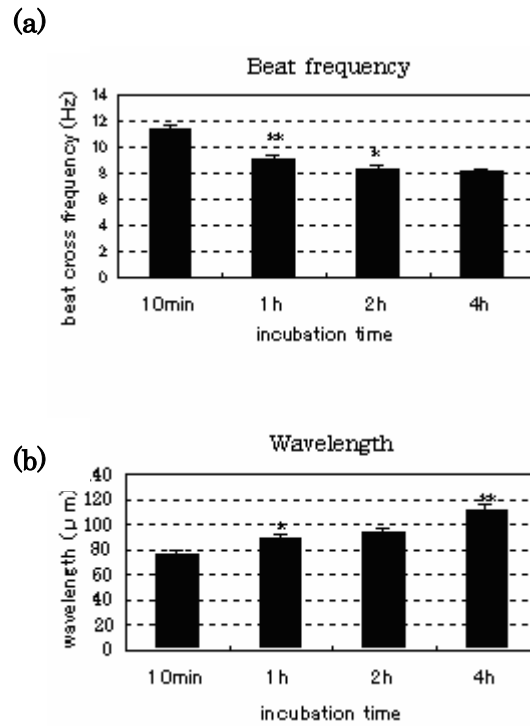 (a)
Beat frequency
beat cross frequency (Hz)
14
12
10
8
6
4
2
0
**
*
10min 1h 2h 4h
incubation time
(b)
Wavelength
wavelength (μm)
40
120
100
80
60
40
20
0
*
**
10min 1h 2h 4h
incubation time